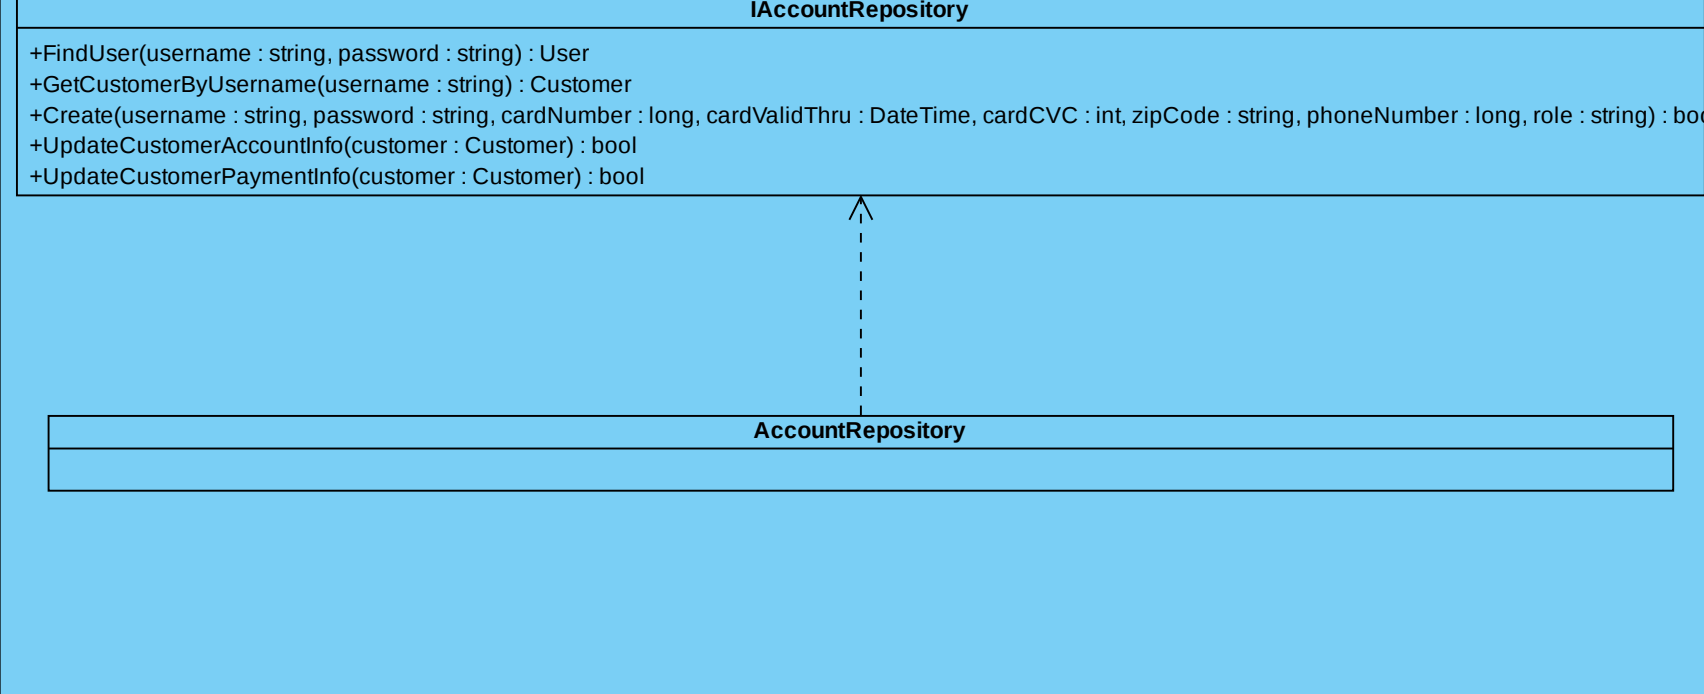 IAccountRepository
+FindUser(username : string, password : string) : User
+GetCustomerByUsername(username : string) : Customer
+Create(username : string, password : string, cardNumber : long, cardValidThru : DateTime, cardCVC : int, zipCode : string, phoneNumber : long, role : string) :
+UpdateCustomerAccountInfo(customer : Customer) : bool
+UpdateCustomerPaymentInfo(customer : Customer) : bool
AccountRepository